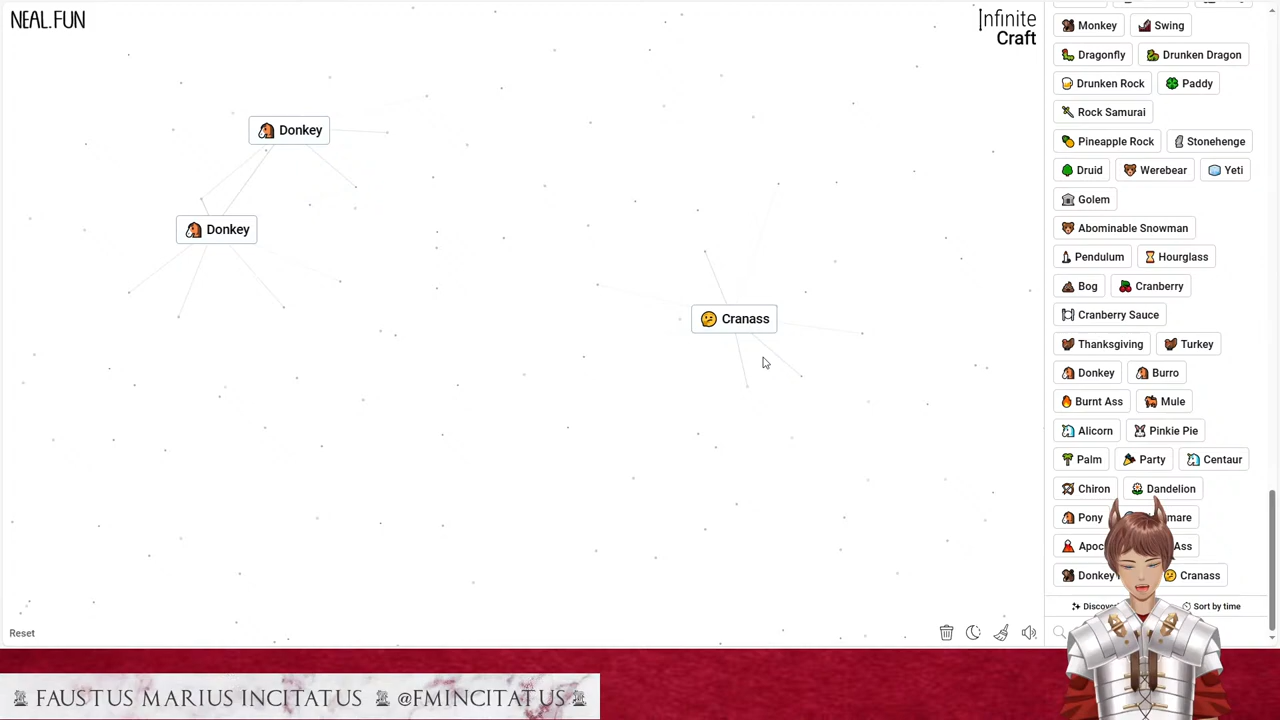 NEAL.FUN
Infinite
Craft
Donkey
Donkey
Cranass
Reset
Monkey Swing
Dragonfly Drunken Dragon
Drunken Rock Paddy
Rock Samurai
Pineapple Rock Stonehenge
Druid Werebear Yeti
Golem
Abominable Snowman
Pendulum Hourglass
Bog Cranberry
Cranberry Sauce
Thanksgiving Turkey
Donkey Burro
Burnt Ass Mule
Alicorn Pinkie Pie
Palm Party Centaur
Chiron Dandelion
Pony
Ass
Donkey Cranass
Sort by time
FAUSTUS MARIUS INCITATUS @FMINCITATUS